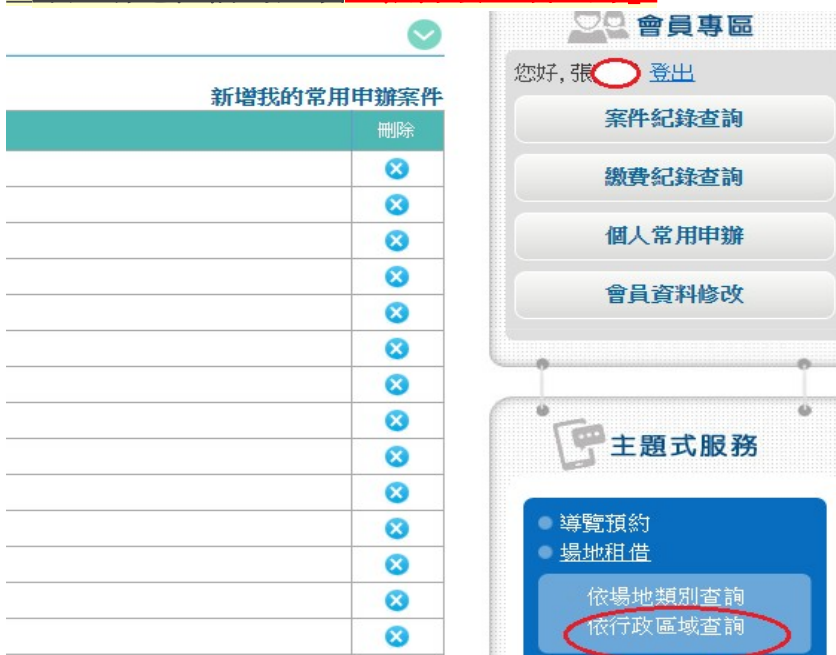 會員專區
您好, 張 登出
新增我的常用申辦案件
刪除
案件紀錄查詢
繳費紀錄查詢
個人常用申辦
會員資料修改
主題式服務
導覽預約
場地租借
依場地類別查詢
依行政區域查詢